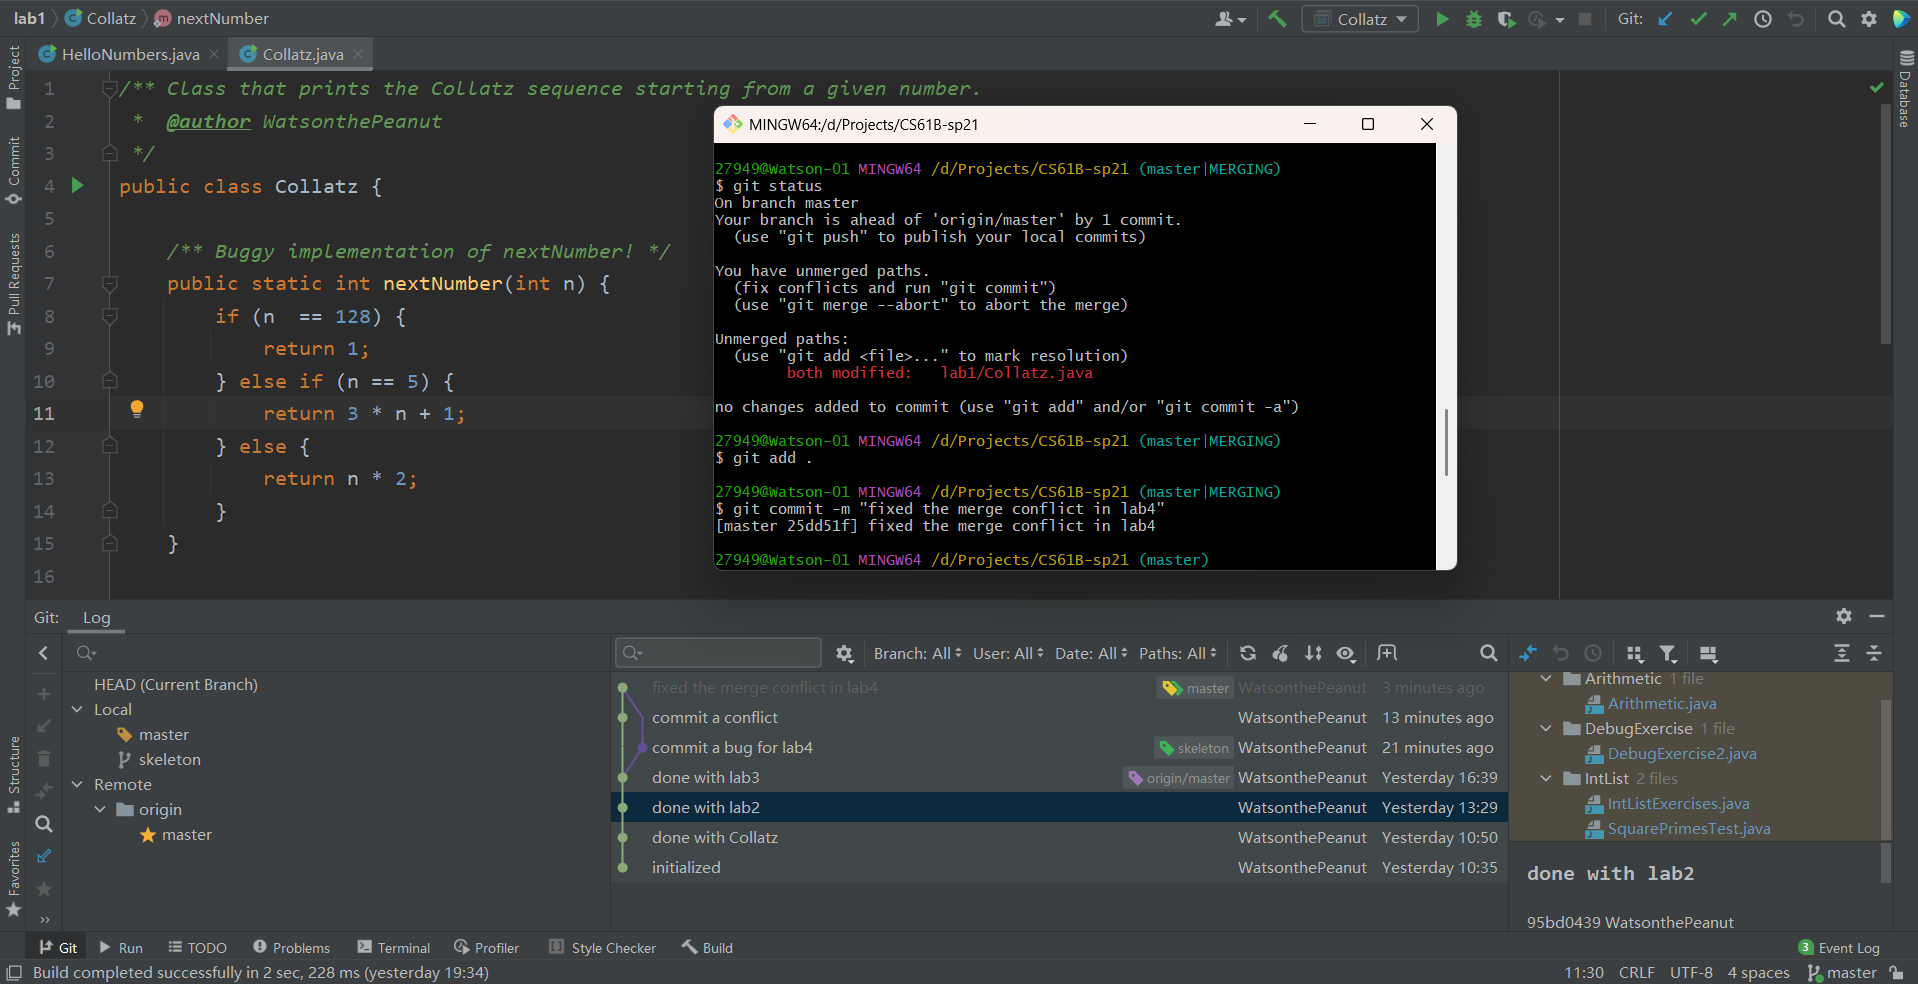 lab1 Collatz nextNumber
Collatz Git:
HelloNumbers.java Collatz.java
Project
Commit
Pull Requests
Structure
Favorites
Database
1 /** Class that prints the Collatz sequence starting from a given number.
2 * @author WatsonthePeanut
3 */
4 public class Collatz {
5
6 /** Buggy implementation of nextNumber! */
7 public static int nextNumber(int n) {
8 if (n  == 128) {
9 return 1;
10 } else if (n == 5) {
11 return 3 * n + 1;
12 } else {
13 return n * 2;
14 }
15 }
16
MINGW64:/d/Projects/CS61B-sp21
27949@Watson-01 MINGW64 /d/Projects/CS61B-sp21 (master|MERGING)
$ git status
On branch master
Your branch is ahead of 'origin/master' by 1 commit.
(use "git push" to publish your local commits)
You have unmerged paths.
(fix conflicts and run "git commit")
(use "git merge --abort" to abort the merge)
Unmerged paths:
(use "git add <file>..." to mark resolution)
both modified:   lab1/Collatz.java
no changes added to commit (use "git add" and/or "git commit -a")
27949@Watson-01 MINGW64 /d/Projects/CS61B-sp21 (master|MERGING)
$ git add .
27949@Watson-01 MINGW64 /d/Projects/CS61B-sp21 (master|MERGING)
$ git commit -m "fixed the merge conflict in lab4"
[master 25dd51f] fixed the merge conflict in lab4
27949@Watson-01 MINGW64 /d/Projects/CS61B-sp21 (master)
Git: Log
HEAD (Current Branch)
Local
master
skeleton
Remote
origin
master
Branch: All User: All Date: All Paths: All
fixed the merge conflict in lab4 master WatsonthePeanut 3 minutes ago
commit a conflict WatsonthePeanut 13 minutes ago
commit a bug for lab4 skeleton WatsonthePeanut 21 minutes ago
done with lab3 origin/master WatsonthePeanut Yesterday 16:39
done with lab2 WatsonthePeanut Yesterday 13:29
done with Collatz WatsonthePeanut Yesterday 10:50
initialized WatsonthePeanut Yesterday 10:35
Arithmetic 1 file
Arithmetic.java
DebugExercise 1 file
DebugExercise2.java
IntList 2 files
IntListExercises.java
SquarePrimesTest.java
done with lab2
95bd0439 WatsonthePeanut
Git Run TODO Problems Terminal Profiler Style Checker Build 3 Event Log
Build completed successfully in 2 sec, 228 ms (yesterday 19:34) 11:30 CRLF UTF-8 4 spaces master